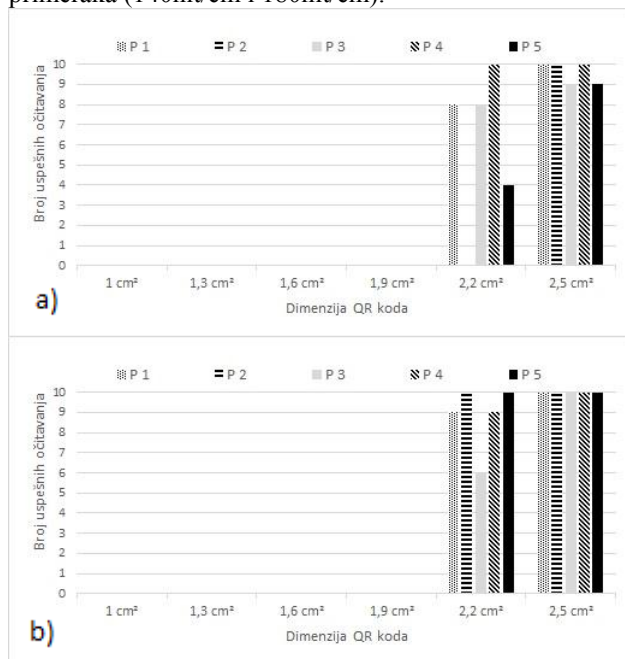 P 1 P 2 P 3 P 4 P 5
10
9
8
7
6
5
4
3
2
1
0
Broj uspešnih očitavanja
1 cm² 1,3 cm² 1,6 cm² 1,9 cm² 2,2 cm² 2,5 cm²
Dimenzija QR koda
a)
P 1 P 2 P 3 P 4 P 5
10
9
8
7
6
5
4
3
2
1
0
Broj uspešnih očitavanja
1 cm² 1,3 cm² 1,6 cm² 1,9 cm² 2,2 cm² 2,5 cm²
Dimenzija QR koda
b)